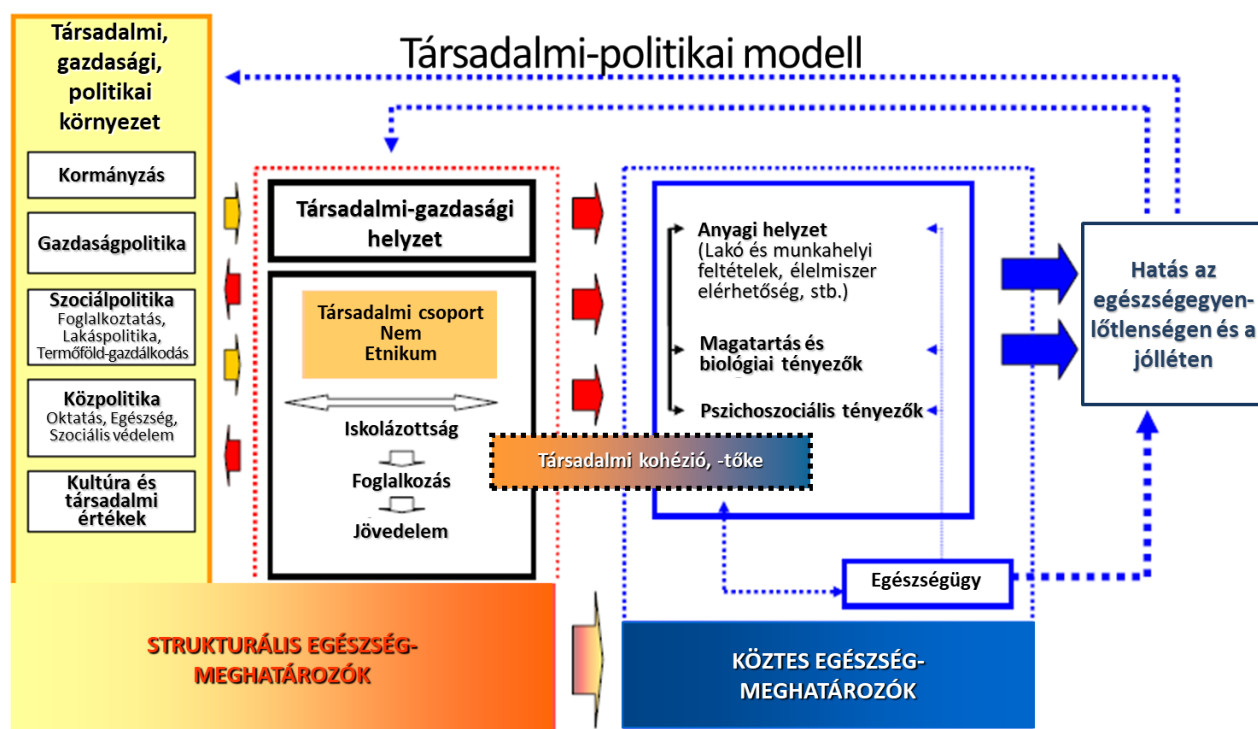 Társadalmi-politikai modell
Társadalmi,
gazdasági,
politikai
környezet
Kormányzás
Gazdaságpolitika
Szociálpolitika
Foglalkoztatás,
Lakáspolitika,
Termőföld-gazdálkodás
Közpolitika
Oktatás, Egészség,
Szociális védelem
Kultúra és
társadalmi
értékek
Társadalmi-gazdasági
helyzet
Társadalmi csoport
Nem
Etnikum
Iskolázottság
Foglalkozás
Jövedelem
Társadalmi kohézió, -tőke
Anyagi helyzet
(Lakó és munkahelyi
feltételek, élelmiszer
elérhetőség, stb.)
Magatartás és
biológiai tényezők
Pszichoszociális tényezők
Egészségügy
Hatás az
egészségegyen-
lőtlenségen és a
jólléten
STRUKTURÁLIS EGÉSZSÉG-
MEGHATÁROZÓK
KÖZTES EGÉSZSÉG-
MEGHATÁROZÓK